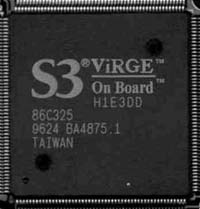 S3® ViRGE™
On Board™
H1E3DD
86C325
9624 BA4875.1
TAIWAN